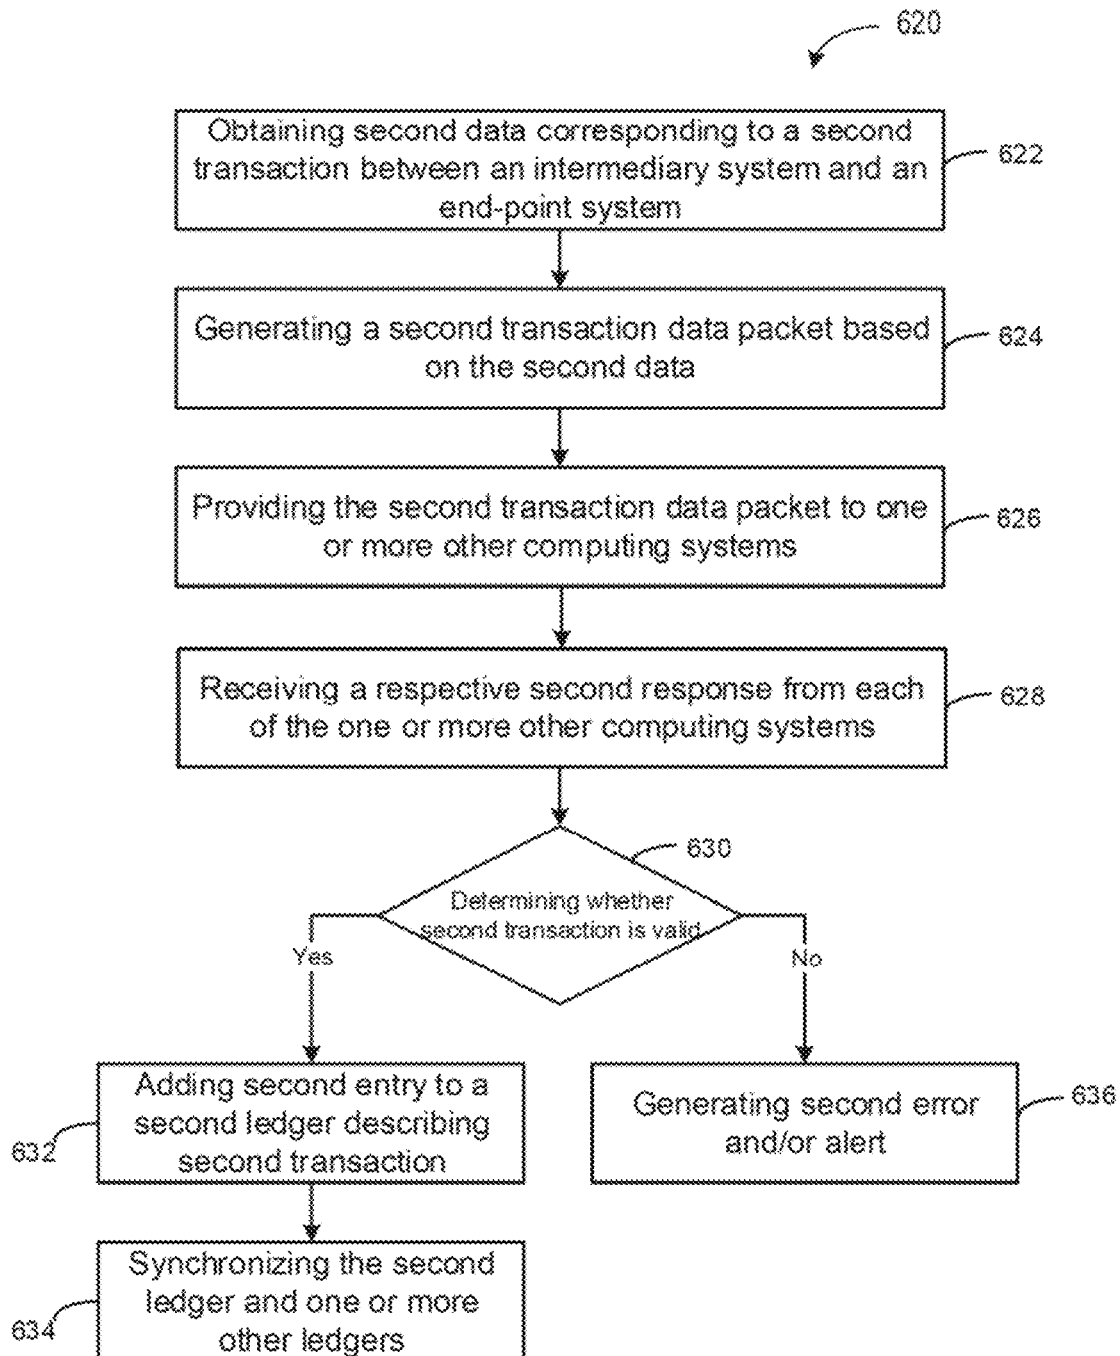 620
Obtaining second data corresponding to a second
transaction between an intermediary system and an
end-point system
622
Generating a second transaction data packet based
on the second data
624
Providing the second transaction data packet to one
or more other computing systems
626
Receiving a respective second response from each
of the one or more other computing systems
628
630
Determining whether
second transaction is valid
Yes
No
Adding second entry to a
second ledger describing
second transaction
632
Generating second error
and/or alert
636
Synchronizing the second
ledger and one or more
other ledgers
634